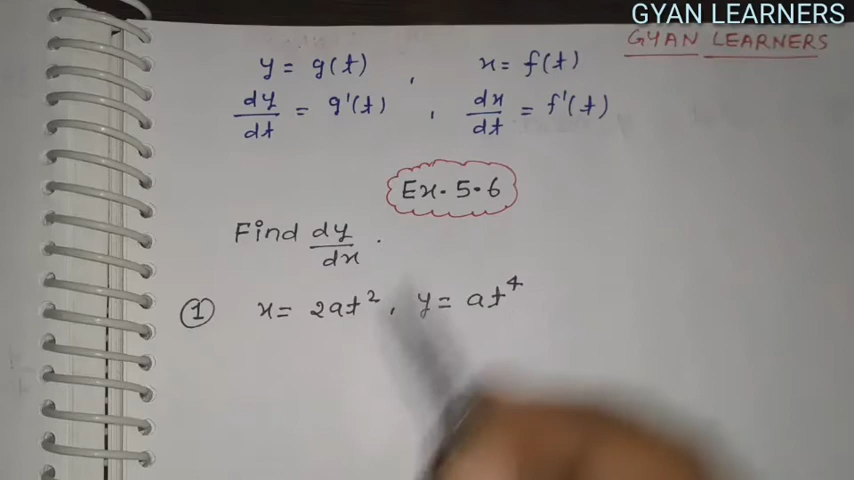 GYAN LEARNERS
GYAN LEARNERS
y = g(t) , x = f(t)
dy/dt = g'(t) , dx/dt = f'(t)
Ex. 5.6
Find dy/dx .
① x = 2at², y = at⁴